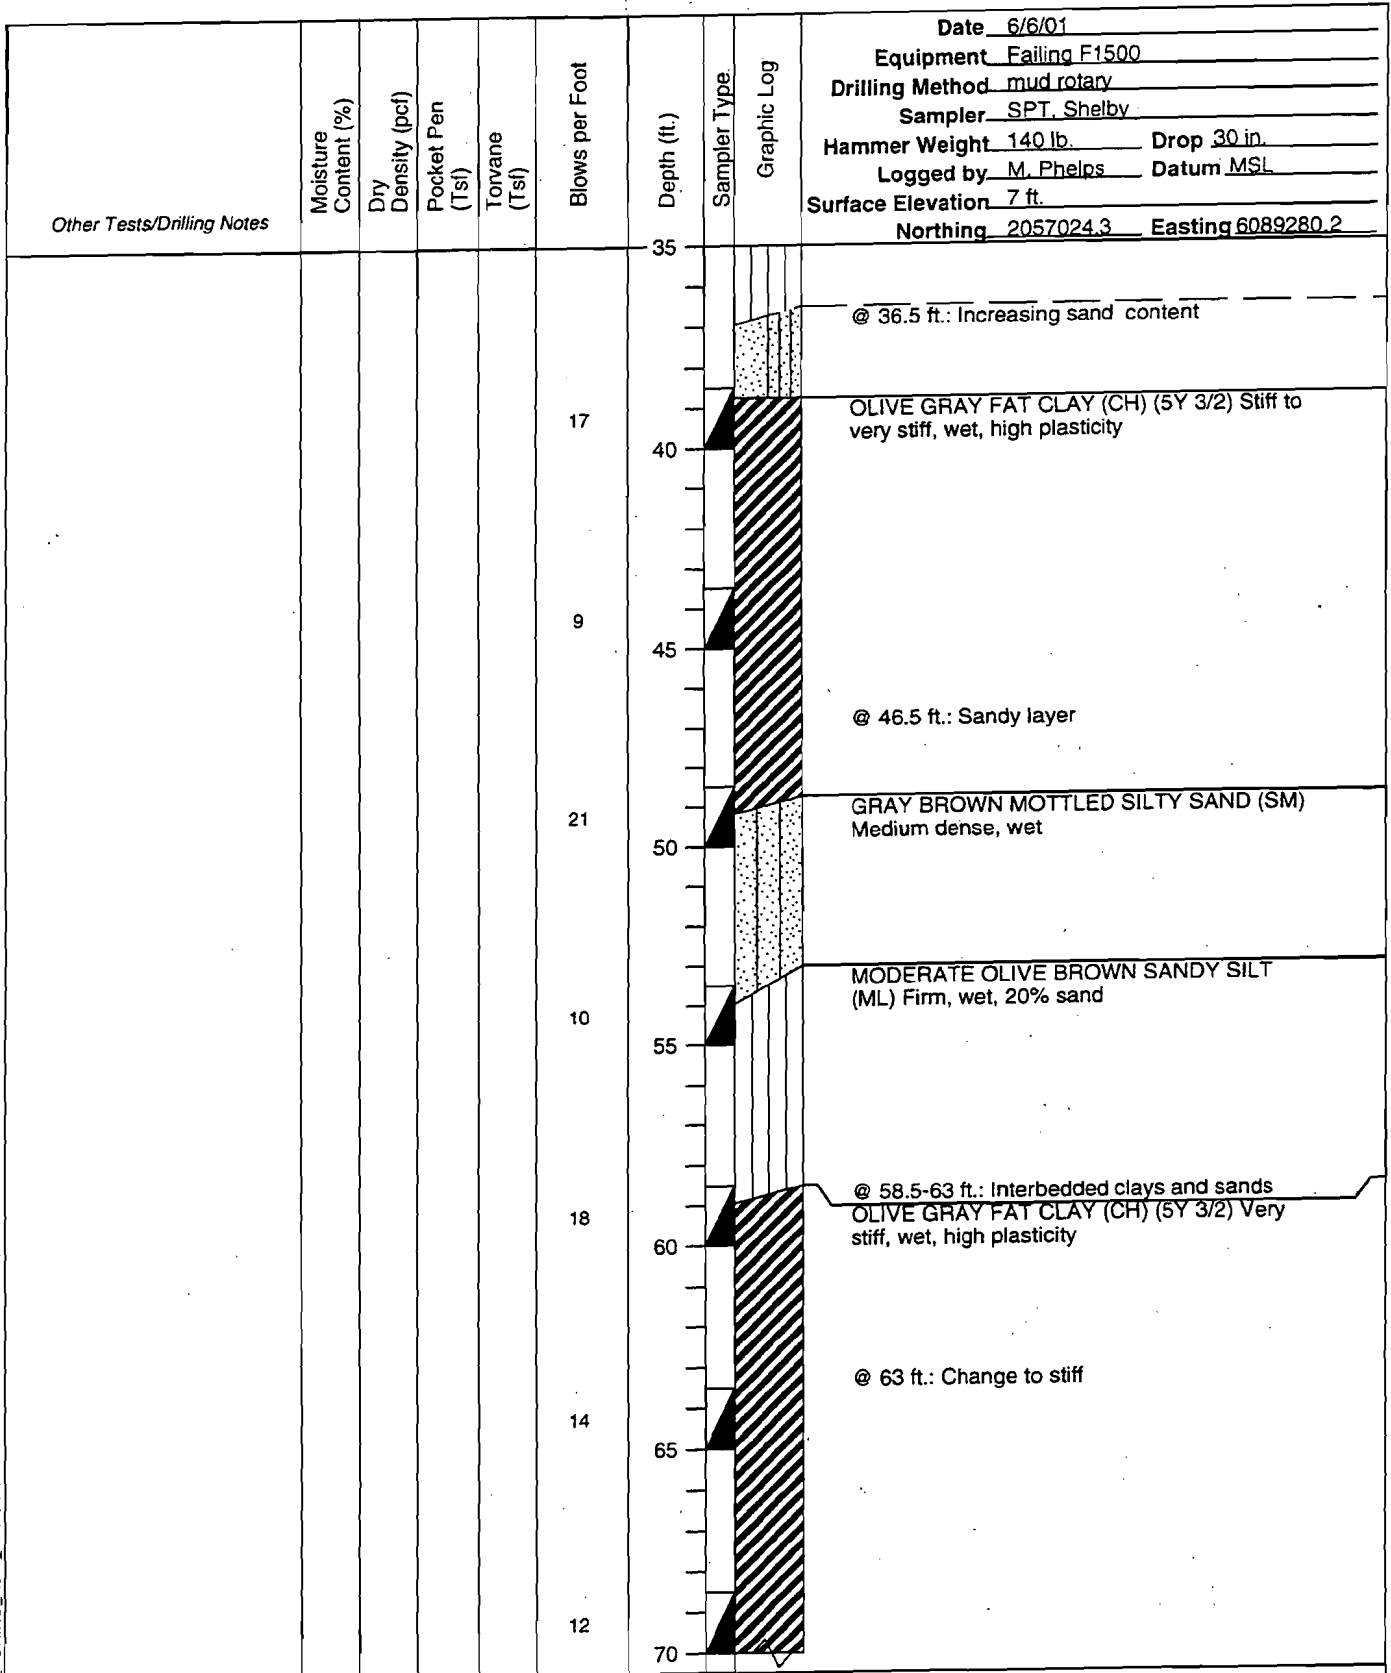 Date 6/6/01
Equipment Failing F1500
Drilling Method mud rotary
Sampler SPT, Shelby
Hammer Weight 140 lb. Drop 30 in.
Logged by M. Phelps Datum MSL
Surface Elevation 7 ft.
Northing 2057024.3 Easting 6089280.2
Other Tests/Drilling Notes
Moisture
Content (%)
Dry
Density (pcf)
Pocket Pen
(Tsf)
Torvane
(Tsf)
Blows per Foot
Depth (ft.)
Sampler Type
Graphic Log
35
@ 36.5 ft.: Increasing sand content
OLIVE GRAY FAT CLAY (CH) (5Y 3/2) Stiff to
very stiff, wet, high plasticity
17
40
9
45
@ 46.5 ft.: Sandy layer
GRAY BROWN MOTTLED SILTY SAND (SM)
Medium dense, wet
21
50
MODERATE OLIVE BROWN SANDY SILT
(ML) Firm, wet, 20% sand
10
55
@ 58.5-63 ft.: Interbedded clays and sands
OLIVE GRAY FAT CLAY (CH) (5Y 3/2) Very
stiff, wet, high plasticity
18
60
@ 63 ft.: Change to stiff
14
65
12
70